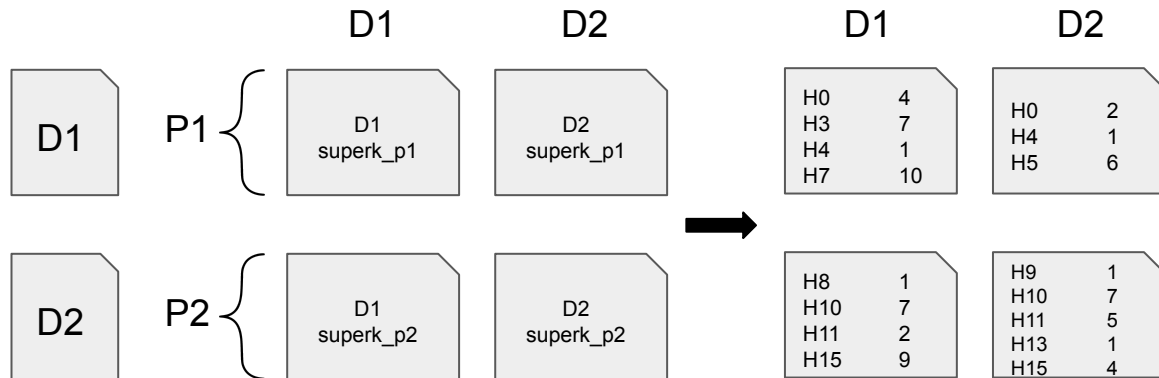 D1 D2 D1 D2
D1
P1
D1
superk_p1
D2
superk_p1
H0 4
H3 7
H4 1
H7 10
H0 2
H4 1
H5 6
D2
P2
D1
superk_p2
D2
superk_p2
H8 1
H10 7
H11 2
H15 9
H9 1
H10 7
H11 5
H13 1
H15 4